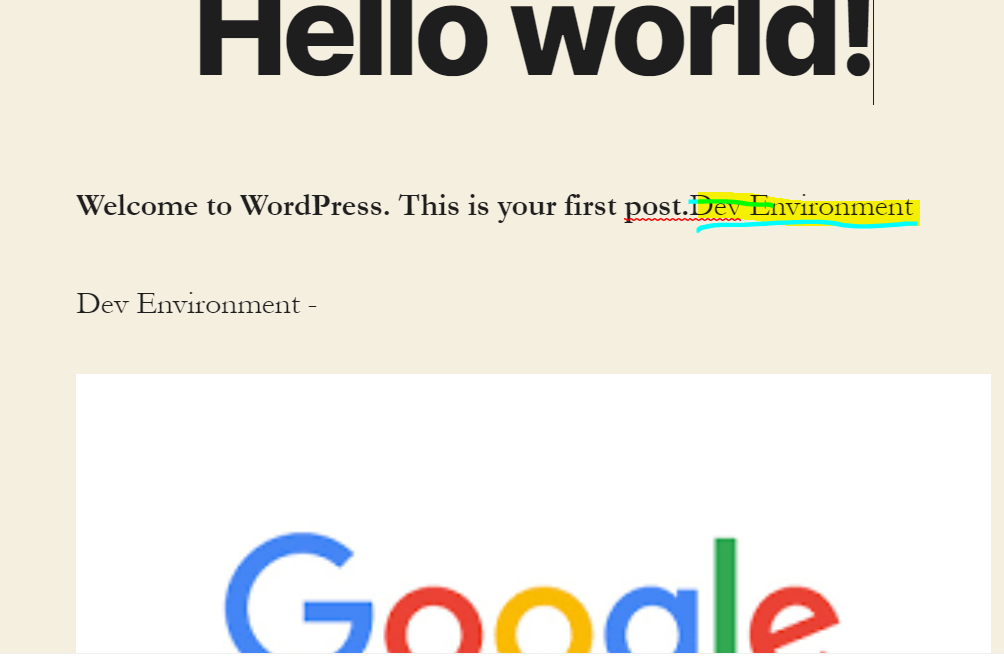 Hello world!
Welcome to WordPress. This is your first post.Dev Environment
Dev Environment -
Google